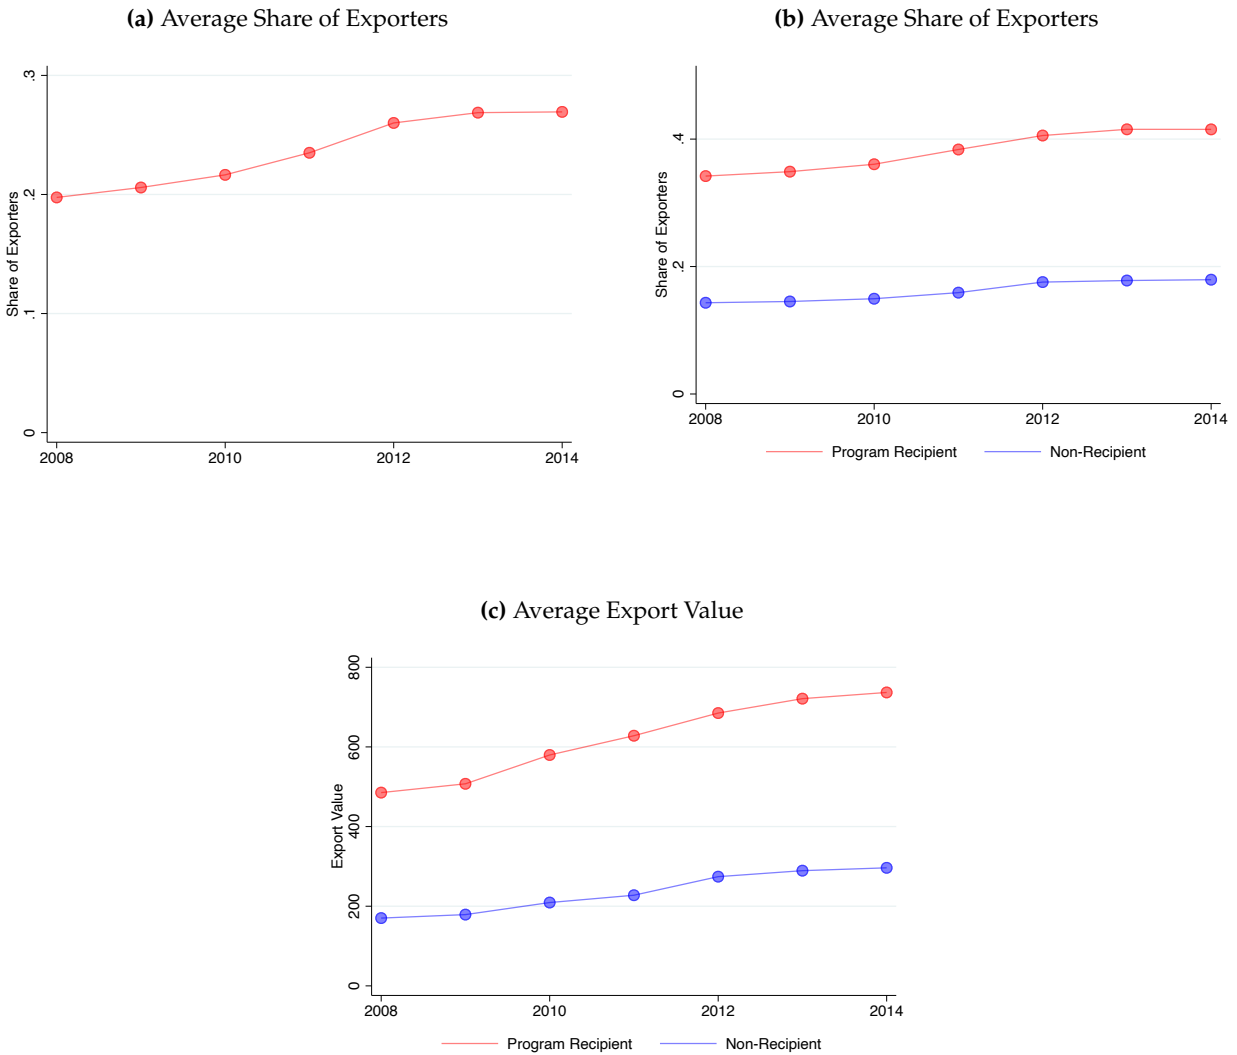 (a) Average Share of Exporters
Share of Exporters
.3
.2
.1
0
2008 2010 2012 2014
(b) Average Share of Exporters
Share of Exporters
.4
.2
0
2008 2010 2012 2014
Program Recipient Non-Recipient
(c) Average Export Value
Export Value
800
600
400
200
0
2008 2010 2012 2014
Program Recipient Non-Recipient